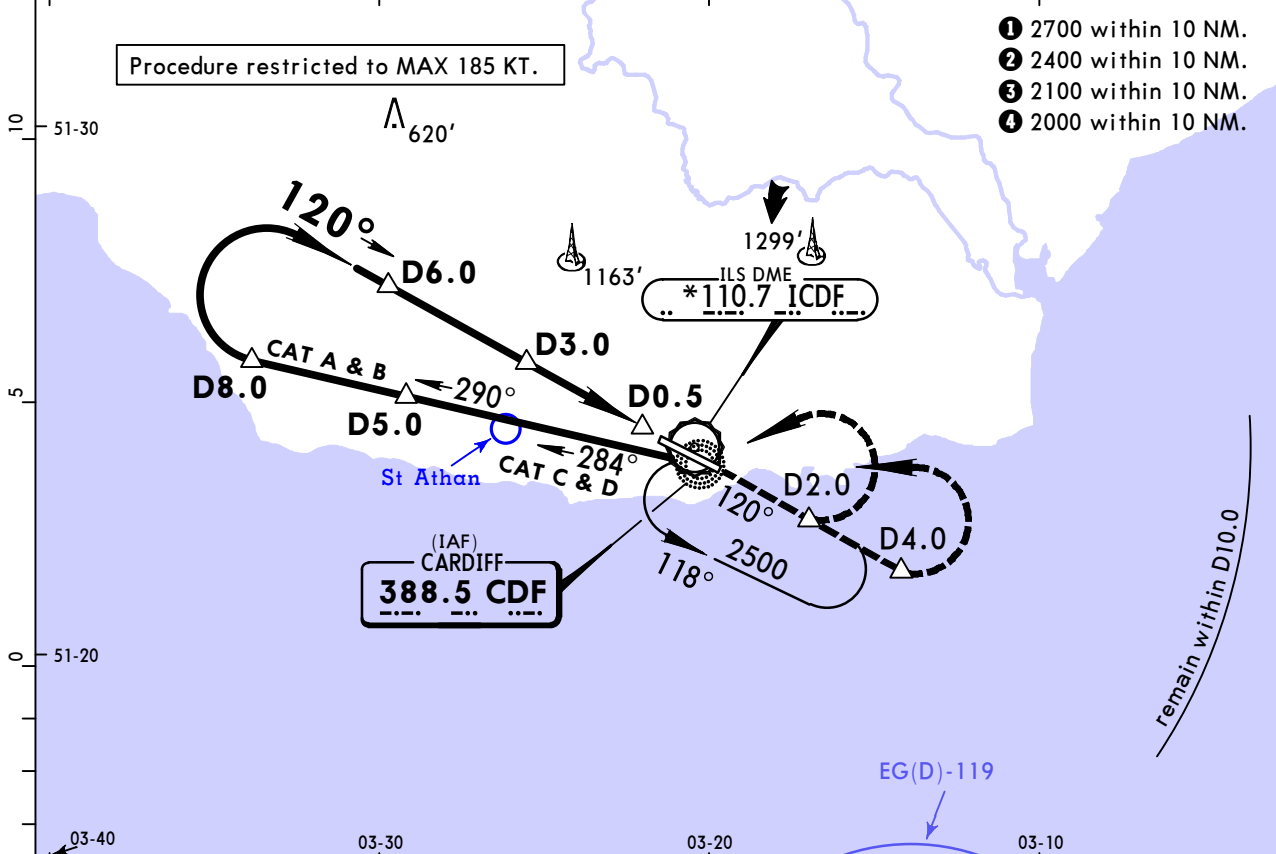 ❶ 2700 within 10 NM.
❷ 2400 within 10 NM.
❸ 2100 within 10 NM.
❹ 2000 within 10 NM.
Procedure restricted to MAX 185 KT.
10
51-30
620'
120°
1299'
1163'
D6.0
ILS DME
*110.7 ICDF
D3.0
CAT A & B
D8.0
290°
D0.5
5
D5.0
284°
CAT C & D
St Athan
D2.0
120°
D4.0
(IAF)
CARDIFF
388.5 CDF
2500
118°
remain within D10.0
0
51-20
EG(D)-119
03-40
03-30
03-20
03-10